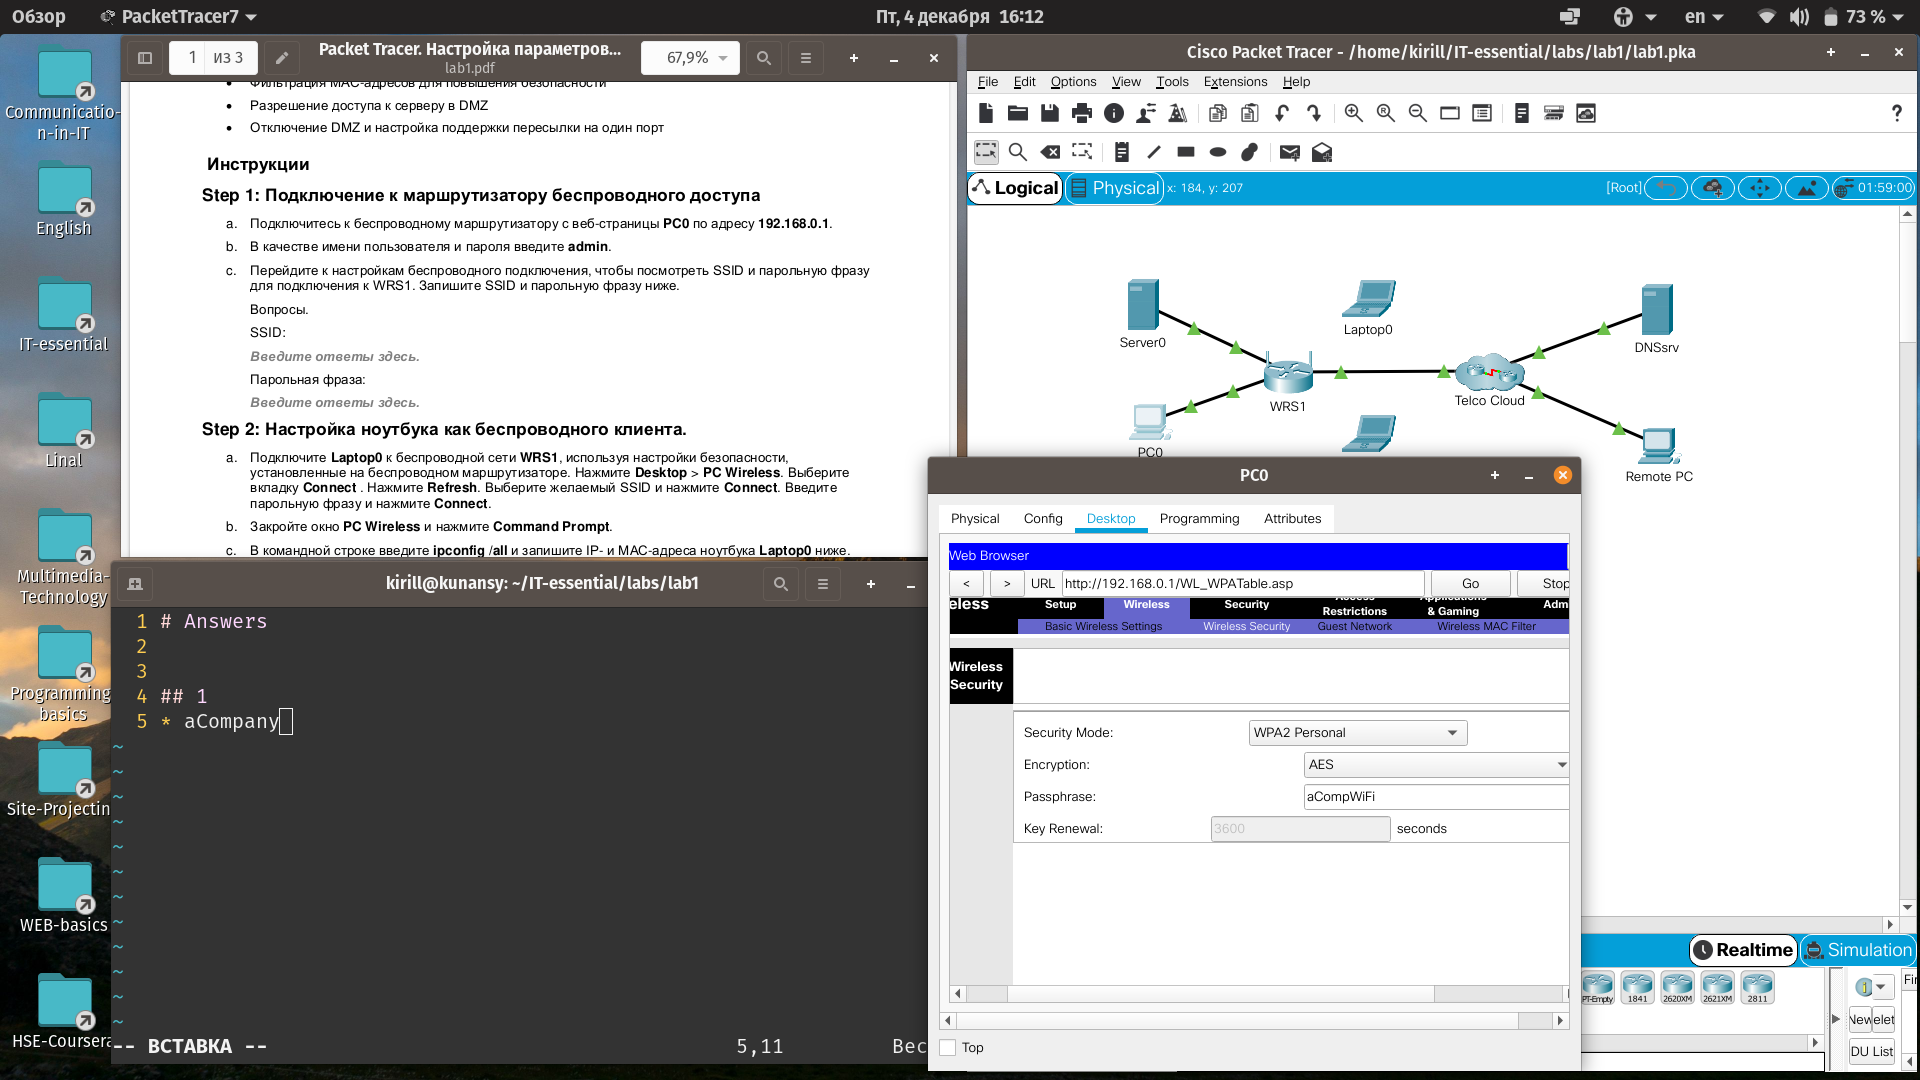 Обзор
PacketTracer7
Пт, 4 декабря 16:12
en
73 %
Communicatio-
n-in-IT
English
IT-essential
Linal
Multimedia-
Technology
Programming
basics
Site-Projectin
WEB-basics
HSE-Coursera
1 из 3
Packet Tracer. Настройка параметров...
lab1.pdf
67,9%
Фильтрация MAC-адресов для повышения безопасности
• Разрешение доступа к серверу в DMZ
• Отключение DMZ и настройка поддержки пересылки на один порт
Инструкции
Step 1: Подключение к маршрутизатору беспроводного доступа
a. Подключитесь к беспроводному маршрутизатору с веб-страницы PC0 по адресу 192.168.0.1.
b. В качестве имени пользователя и пароля введите admin.
c. Перейдите к настройкам беспроводного подключения, чтобы посмотреть SSID и парольную фразу
для подключения к WRS1. Запишите SSID и парольную фразу ниже.
Вопросы.
SSID:
Введите ответы здесь.
Парольная фраза:
Введите ответы здесь.
Step 2: Настройка ноутбука как беспроводного клиента.
a. Подключите Laptop0 к беспроводной сети WRS1, используя настройки безопасности,
установленные на беспроводном маршрутизаторе. Нажмите Desktop > PC Wireless. Выберите
вкладку Connect . Нажмите Refresh. Выберите желаемый SSID и нажмите Connect. Введите
парольную фразу и нажмите Connect.
b. Закройте окно PC Wireless и нажмите Command Prompt.
c. В командной строке введите ipconfig /all и запишите IP- и MAC-адреса ноутбука Laptop0 ниже.
kirill@kunansy: ~/IT-essential/labs/lab1
1 # Answers
2
3
4 ## 1
5 * aCompany
~
~
~
~
~
~
~
~
~
~
~
~
-- ВСТАВКА --
5,11
Вес
Cisco Packet Tracer - /home/kirill/IT-essential/labs/lab1/lab1.pka
File Edit Options View Tools Extensions Help
Logical
Physical
x: 184, y: 207
[Root]
01:59:00
Server0
Laptop0
DNSsrv
WRS1
Telco Cloud
PC0
Remote PC
PC0
Physical Config Desktop Programming Attributes
Web Browser
< > URL http://192.168.0.1/WL_WPATable.asp Go Stop
eless
Setup Wireless Security Access
Restrictions Applications
& Gaming Adm
Basic Wireless Settings Wireless Security Guest Network Wireless MAC Filter
Wireless
Security
Security Mode: WPA2 Personal
Encryption: AES
Passphrase: aCompWiFi
Key Renewal: 3600 seconds
Top
Realtime
Simulation
PT-Empty
1841
2620XM
2621XM
2811
Fir
New
elet
DU List